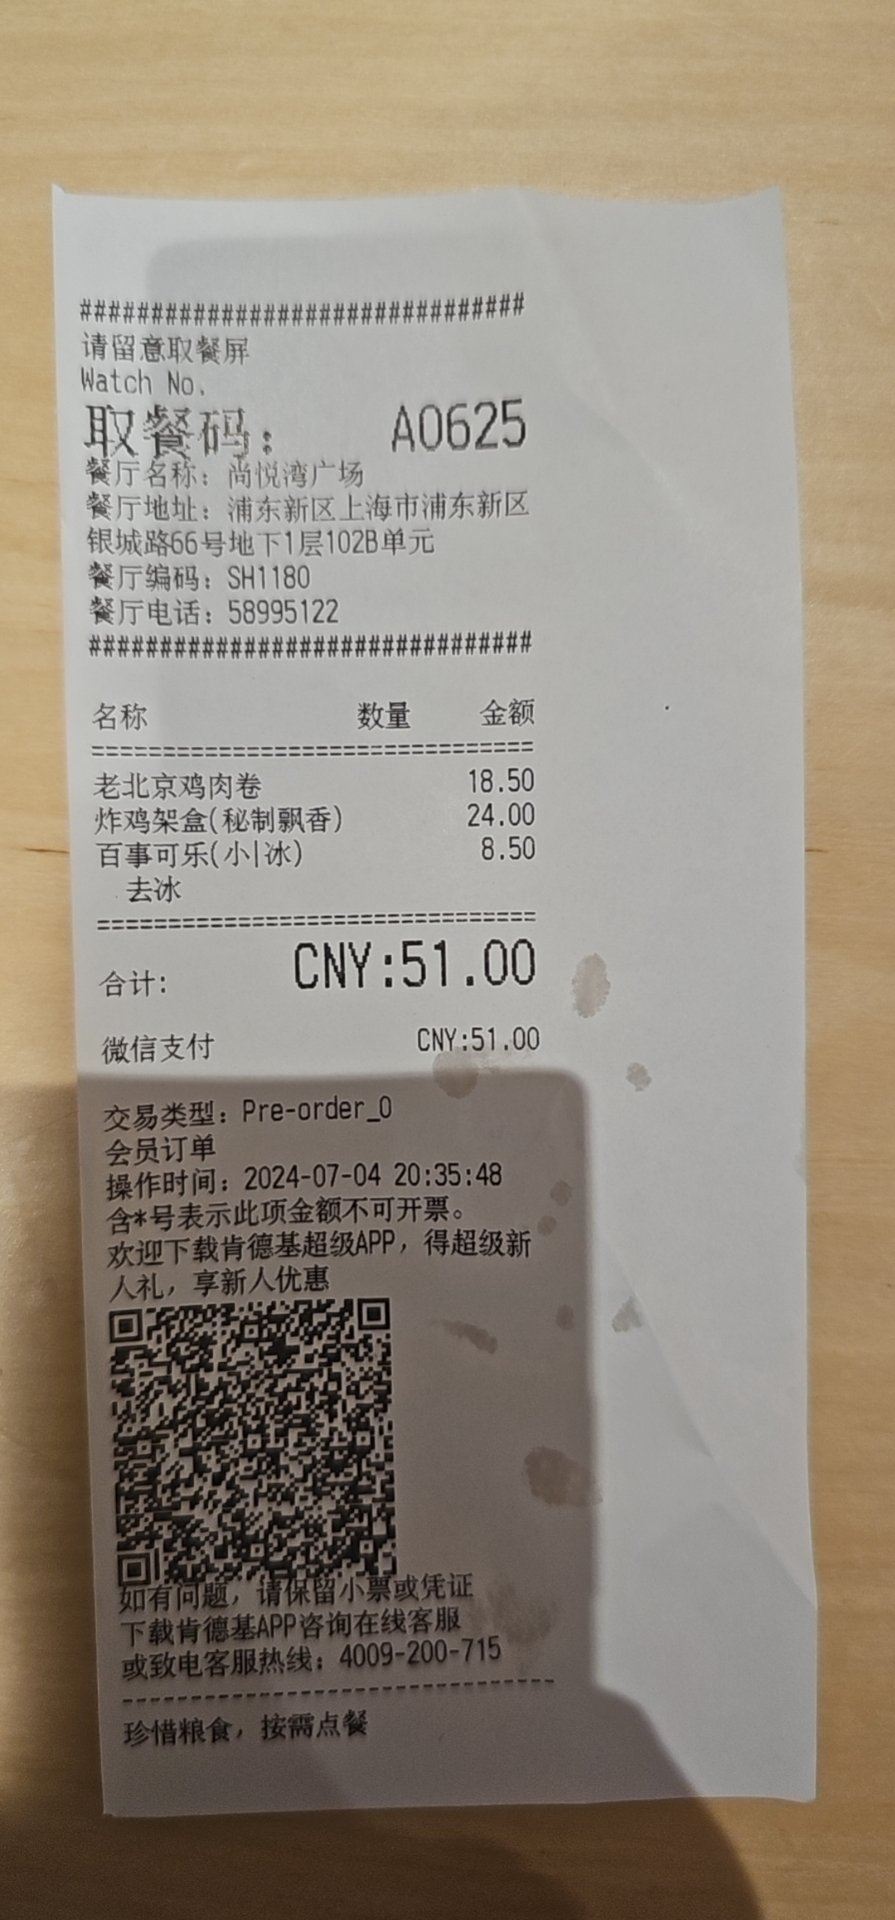 ###############################
请留意取餐屏
Watch No.
取餐码： A0625
餐厅名称：尚悦湾广场
餐厅地址：浦东新区上海市浦东新区
银城路66号地下1层102B单元
餐厅编码：SH1180
餐厅电话：58995122
###############################
名称 数量 金额
===============================
老北京鸡肉卷 18.50
炸鸡架盒(秘制飘香) 24.00
百事可乐(小|冰) 8.50
去冰
===============================
合计: CNY:51.00
微信支付 CNY:51.00
交易类型：Pre-order_0
会员订单
操作时间：2024-07-04 20:35:48
含*号表示此项金额不可开票。
欢迎下载肯德基超级APP，得超级新
人礼，享新人优惠
如有问题，请保留小票或凭证
下载肯德基APP咨询在线客服
或致电客服热线：4009-200-715
-------------------------------
珍惜粮食，按需点餐